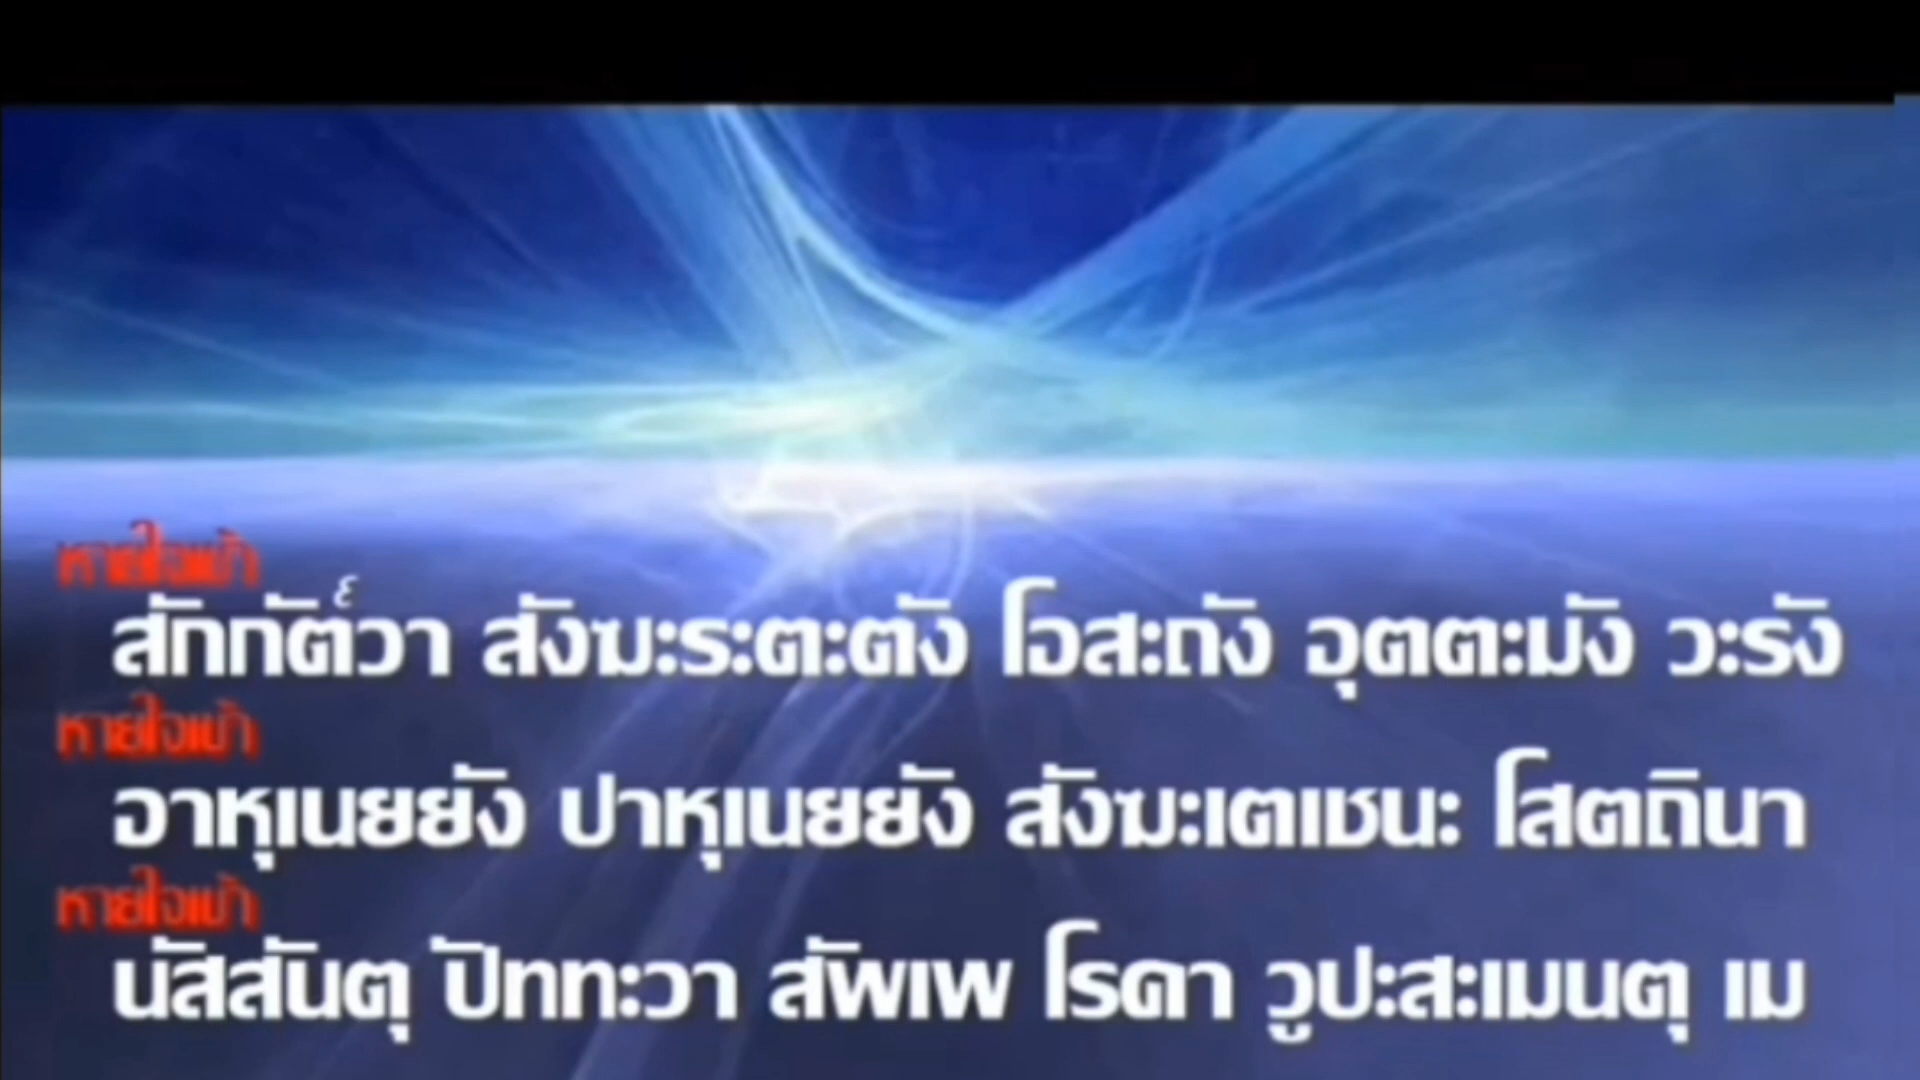 หายใจเข้า
สักกัต๎วา สังฆะระตะตัง โอสะถัง อุตตะมัง วะรัง
หายใจเข้า
อาหุเนยยัง ปาหุเนยยัง สังฆะเตเชนะ โสตถินา
หายใจเข้า
นัสสันตุ ปัททะวา สัพเพ โรคา วูปะสะเมนตุ เม